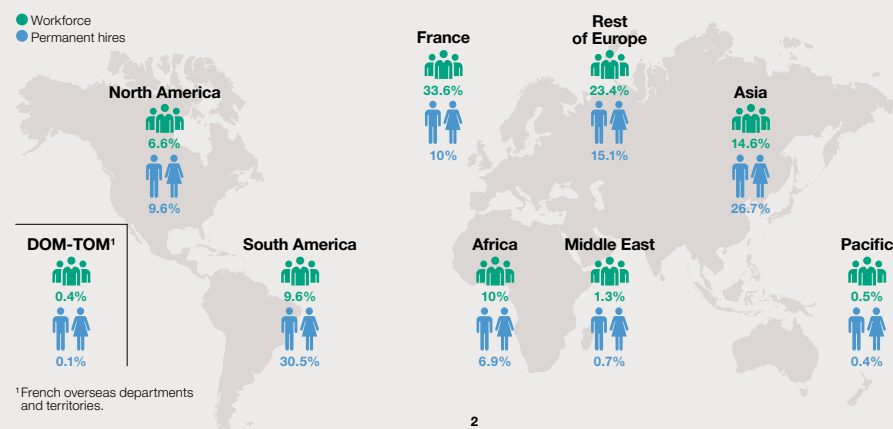 Workforce
Permanent hires
North America
6.6%
9.6%
France
33.6%
10%
Rest
of Europe
23.4%
15.1%
Asia
14.6%
26.7%
DOM-TOM¹
0.4%
0.1%
South America
9.6%
30.5%
Africa
10%
6.9%
Middle East
1.3%
0.7%
Pacific
0.5%
0.4%
¹French overseas departments
and territories.
2